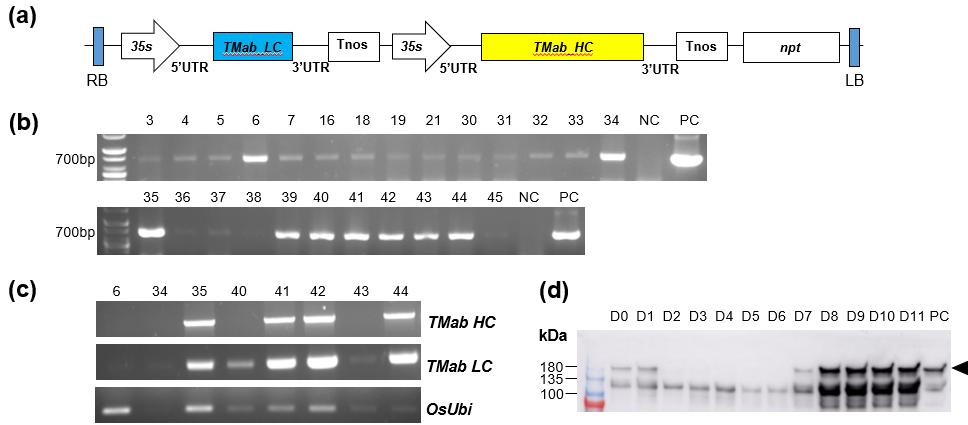 (a)
35s TMab_LC Tnos 35s TMab_HC Tnos npt
5'UTR 3'UTR 5'UTR 3'UTR
RB LB
(b)
3 4 5 6 7 16 18 19 21 30 31 32 33 34 NC PC
700bp
35 36 37 38 39 40 41 42 43 44 45 NC PC
700bp
(c)
6 34 35 40 41 42 43 44
TMab HC
TMab LC
OsUbi
(d)
D0 D1 D2 D3 D4 D5 D6 D7 D8 D9 D10 D11 PC
kDa
180
135
100